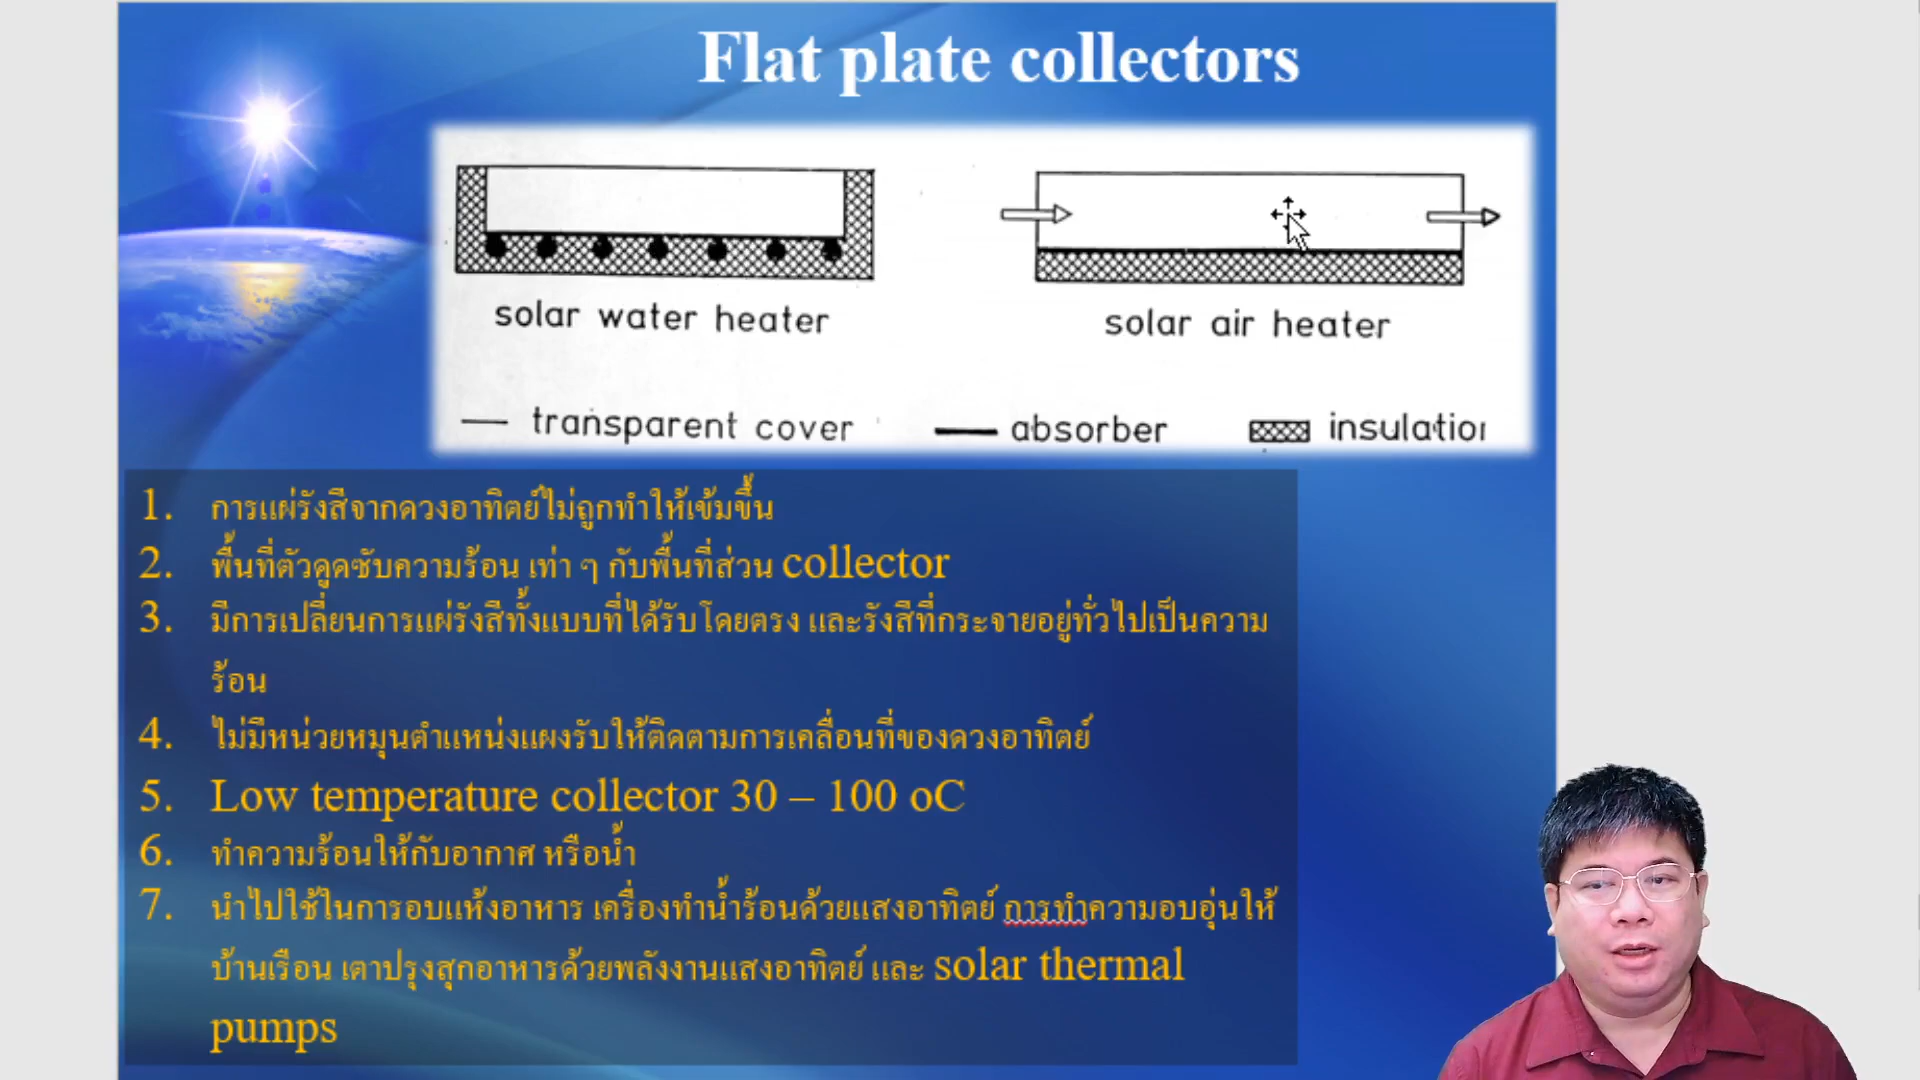 Flat plate collectors
solar water heater
solar air heater
transparent cover
absorber
insulation
1. การแผ่รังสีจากดวงอาทิตย์ไม่ถูกทำให้เข้มขึ้น
2. พื้นที่ตัวดูดซับความร้อน เท่า ๆ กับพื้นที่ส่วน collector
3. มีการเปลี่ยนการแผ่รังสีทั้งแบบที่ได้รับโดยตรง และรังสีที่กระจายอยู่ทั่วไปเป็นความ
ร้อน
4. ไม่มีหน่วยหมุนตำแหน่งแผงรับให้ติดตามการเคลื่อนที่ของดวงอาทิตย์
5. Low temperature collector 30 – 100 oC
6. ทำความร้อนให้กับอากาศ หรือน้ำ
7. นำไปใช้ในการอบแห้งอาหาร เครื่องทำน้ำร้อนด้วยแสงอาทิตย์ การทำความอบอุ่นให้
บ้านเรือน เตาปรุงสุกอาหารด้วยพลังงานแสงอาทิตย์ และ solar thermal
pumps